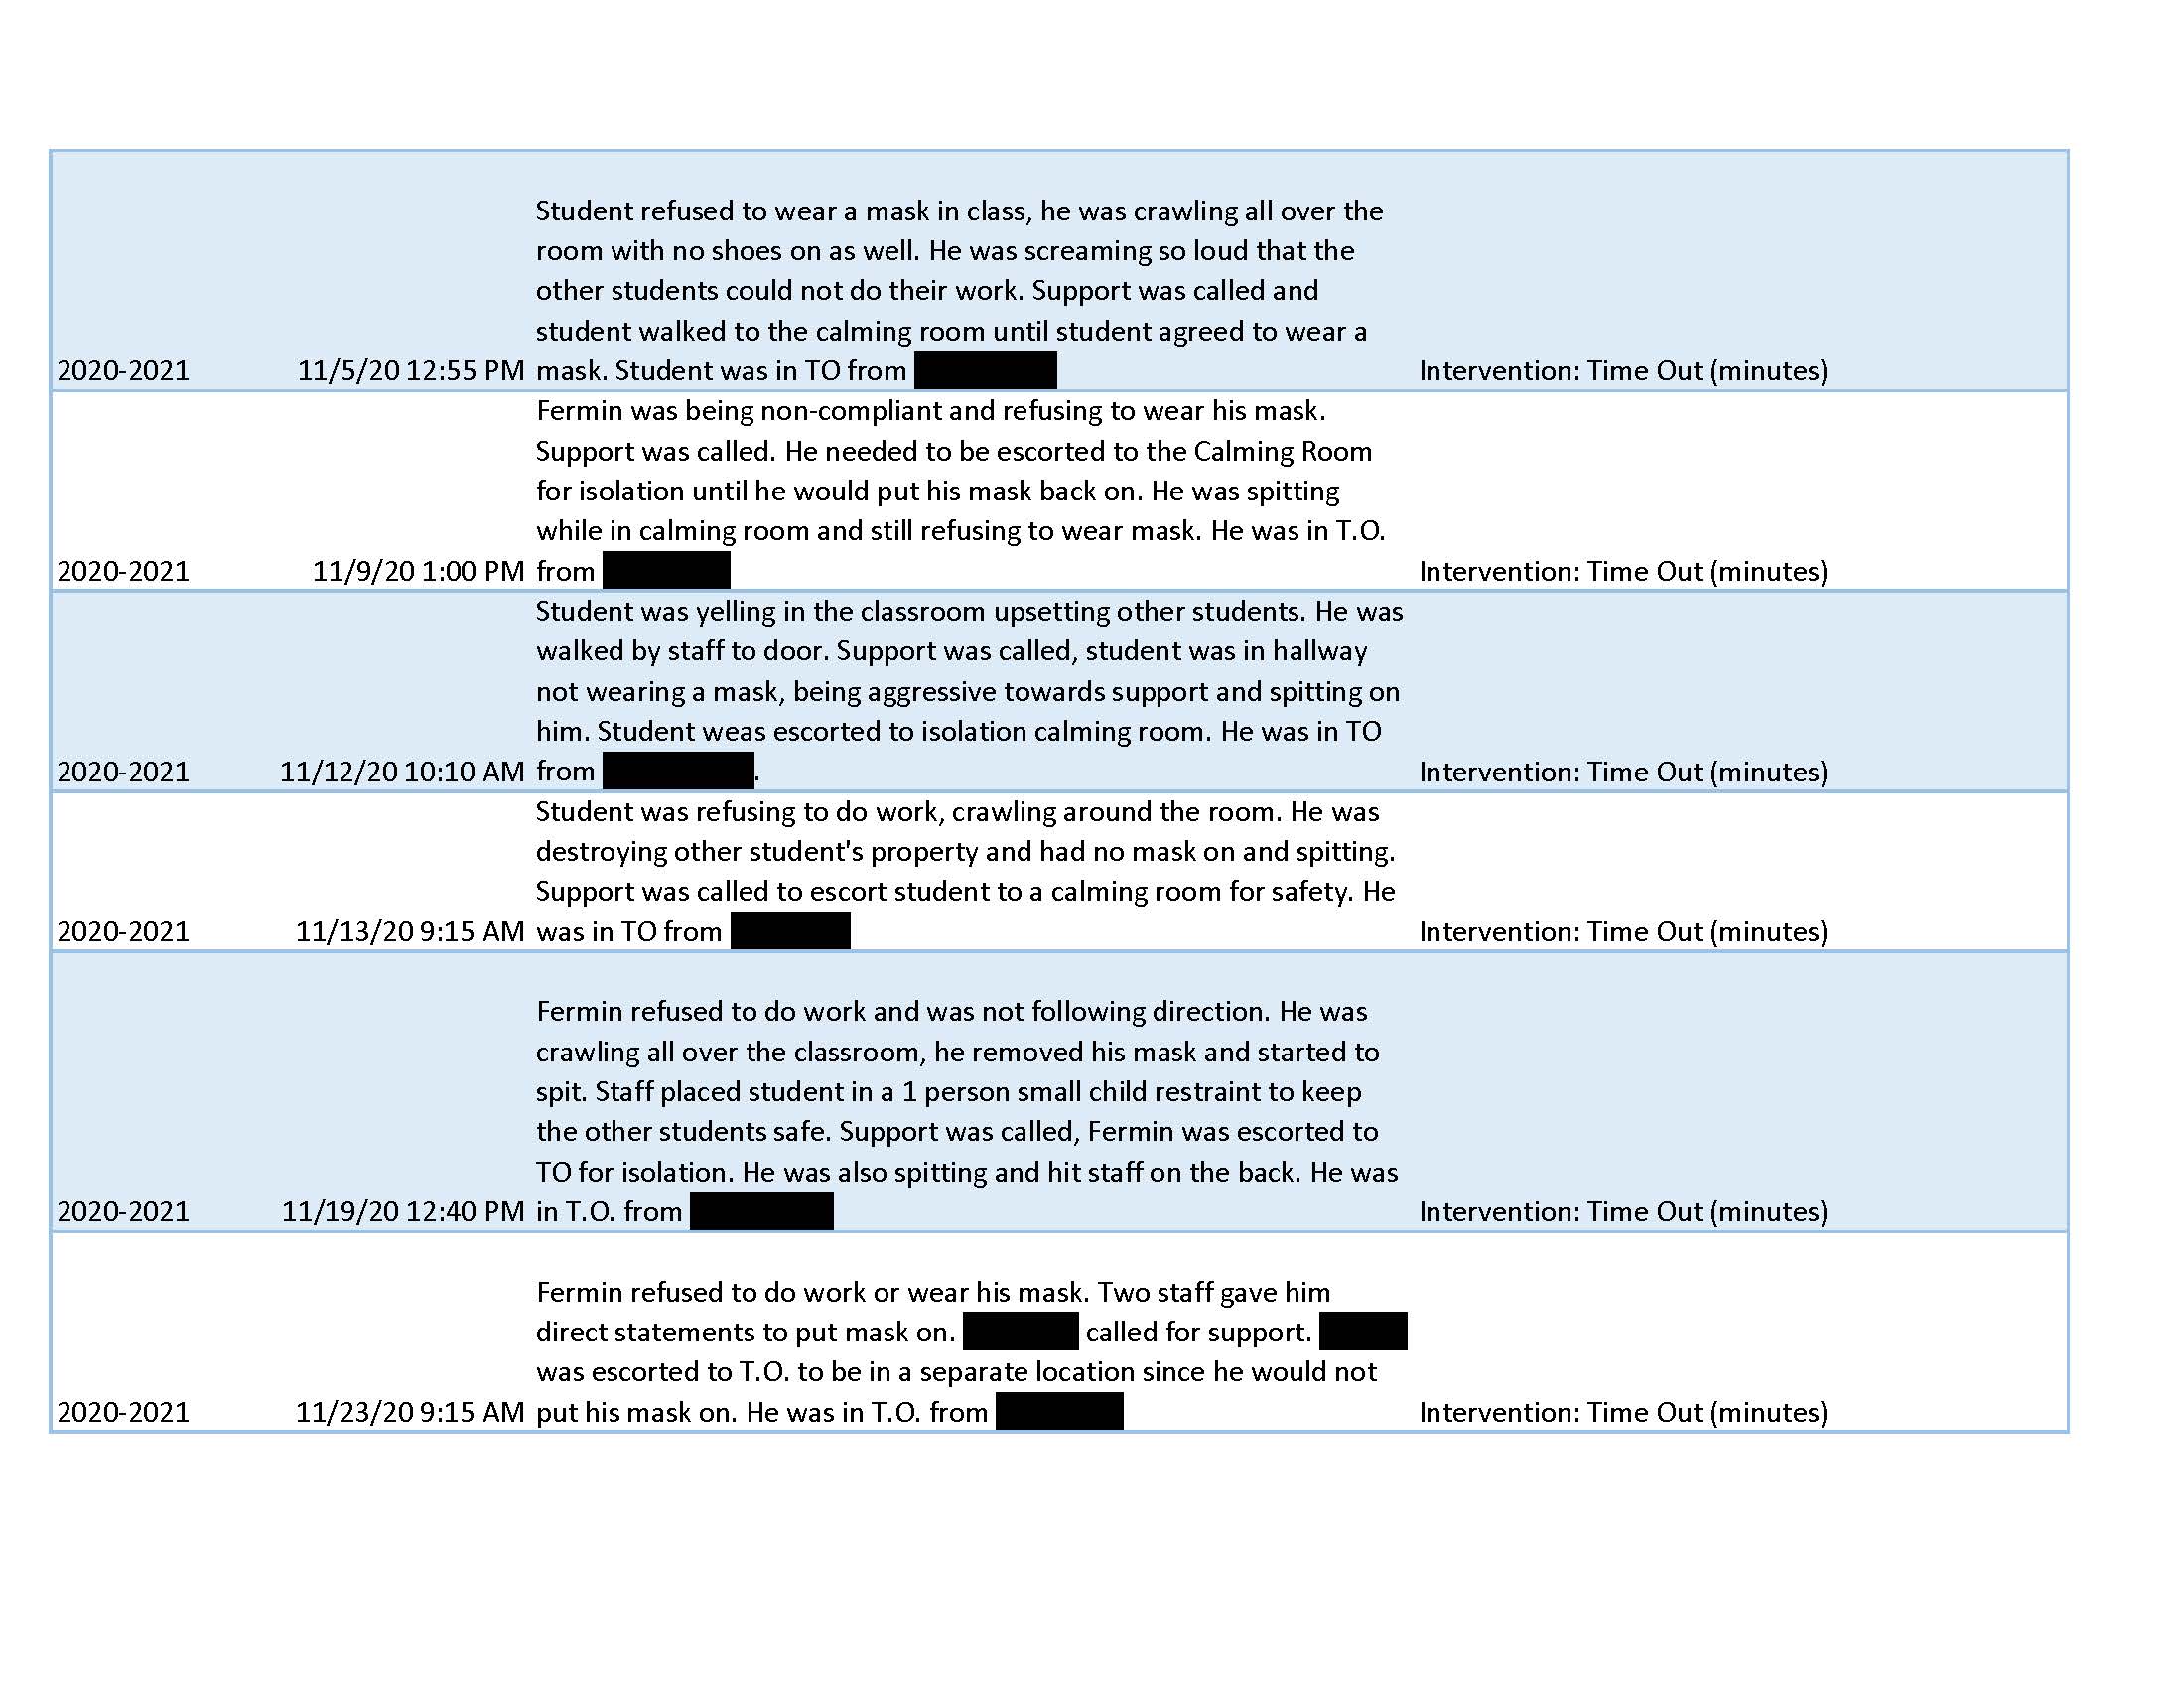 Student refused to wear a mask in class, he was crawling all over the
room with no shoes on as well. He was screaming so loud that the
other students could not do their work. Support was called and
student walked to the calming room until student agreed to wear a
2020-2021 11/5/20 12:55 PM mask. Student was in TO from Intervention: Time Out (minutes)
Fermin was being non-compliant and refusing to wear his mask.
Support was called. He needed to be escorted to the Calming Room
for isolation until he would put his mask back on. He was spitting
while in calming room and still refusing to wear mask. He was in T.O.
2020-2021 11/9/20 1:00 PM from Intervention: Time Out (minutes)
Student was yelling in the classroom upsetting other students. He was
walked by staff to door. Support was called, student was in hallway
not wearing a mask, being aggressive towards support and spitting on
him. Student weas escorted to isolation calming room. He was in TO
2020-2021 11/12/20 10:10 AM from . Intervention: Time Out (minutes)
Student was refusing to do work, crawling around the room. He was
destroying other student's property and had no mask on and spitting.
Support was called to escort student to a calming room for safety. He
2020-2021 11/13/20 9:15 AM was in TO from Intervention: Time Out (minutes)
Fermin refused to do work and was not following direction. He was
crawling all over the classroom, he removed his mask and started to
spit. Staff placed student in a 1 person small child restraint to keep
the other students safe. Support was called, Fermin was escorted to
TO for isolation. He was also spitting and hit staff on the back. He was
2020-2021 11/19/20 12:40 PM in T.O. from Intervention: Time Out (minutes)
Fermin refused to do work or wear his mask. Two staff gave him
direct statements to put mask on. called for support.
was escorted to T.O. to be in a separate location since he would not
2020-2021 11/23/20 9:15 AM put his mask on. He was in T.O. from Intervention: Time Out (minutes)